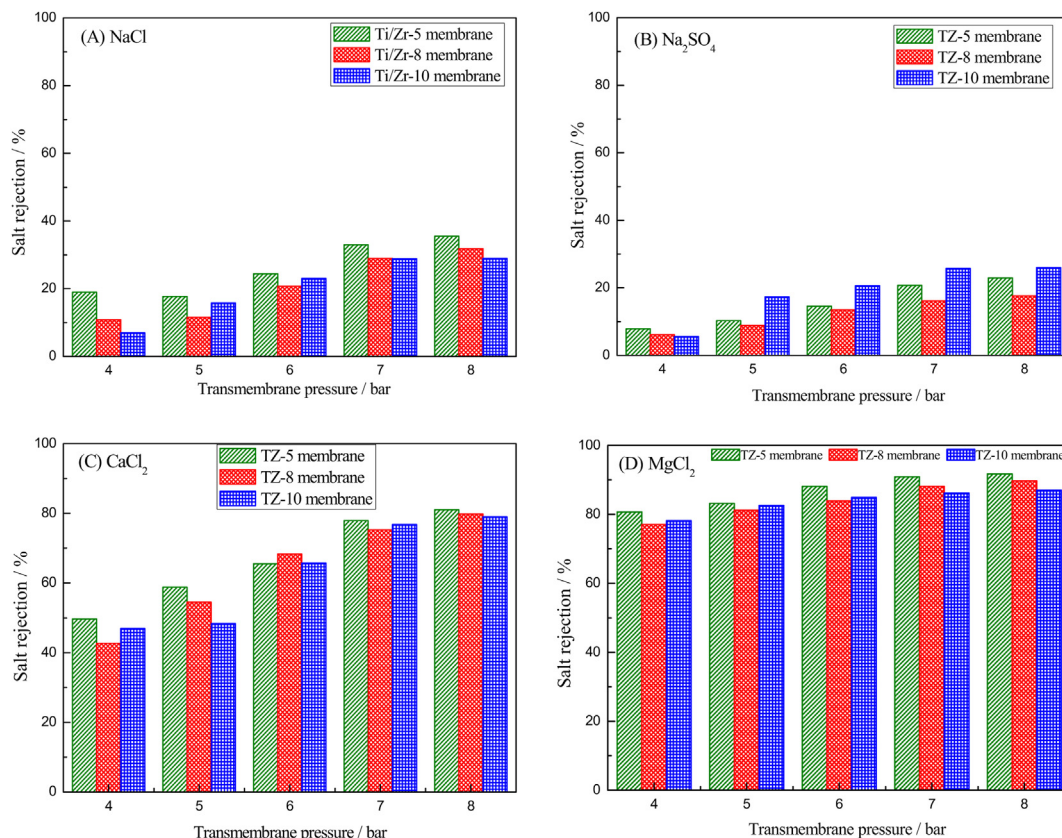 (A) NaCl
Ti/Zr-5 membrane
Ti/Zr-8 membrane
Ti/Zr-10 membrane
Salt rejection / %
100
80
60
40
20
0
4 5 6 7 8
Transmembrane pressure / bar
(B) Na₂SO₄
TZ-5 membrane
TZ-8 membrane
TZ-10 membrane
Salt rejection / %
100
80
60
40
20
0
4 5 6 7 8
Transmembrane pressure / bar
(C) CaCl₂
TZ-5 membrane
TZ-8 membrane
TZ-10 membrane
Salt rejection / %
100
80
60
40
20
0
4 5 6 7 8
Transmembrane pressure / bar
(D) MgCl₂
TZ-5 membrane TZ-8 membrane TZ-10 membrane
Salt rejection / %
100
80
60
40
20
0
4 5 6 7 8
Transmembrane pressure / bar